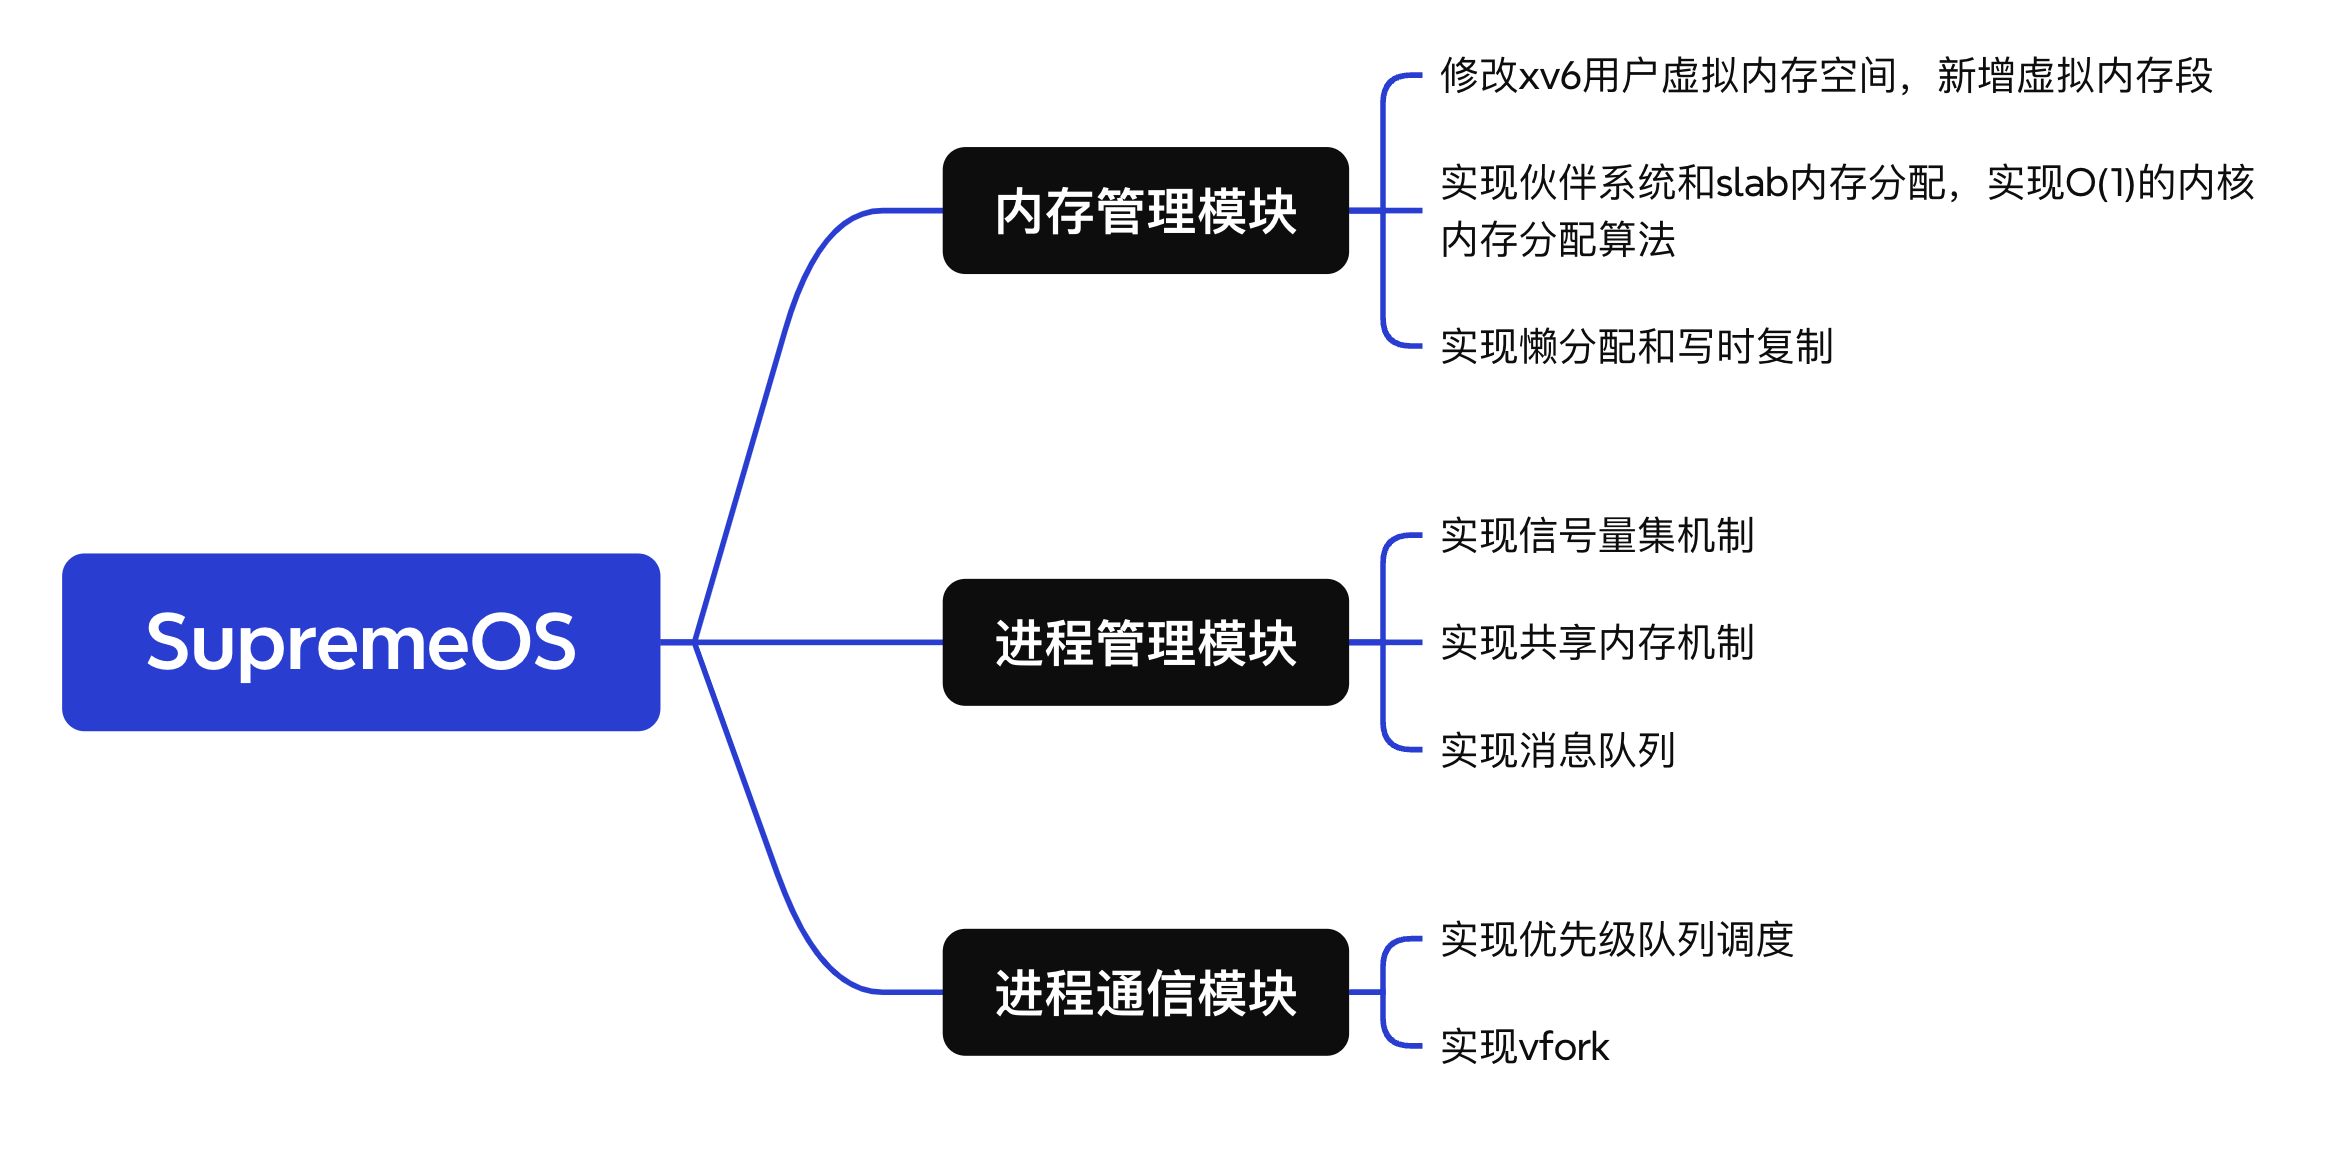 SupremeOS
内存管理模块
修改xv6用户虚拟内存空间，新增虚拟内存段
实现伙伴系统和slab内存分配，实现O(1)的内核
内存分配算法
实现懒分配和写时复制
进程管理模块
实现信号量集机制
实现共享内存机制
实现消息队列
进程通信模块
实现优先级队列调度
实现vfork